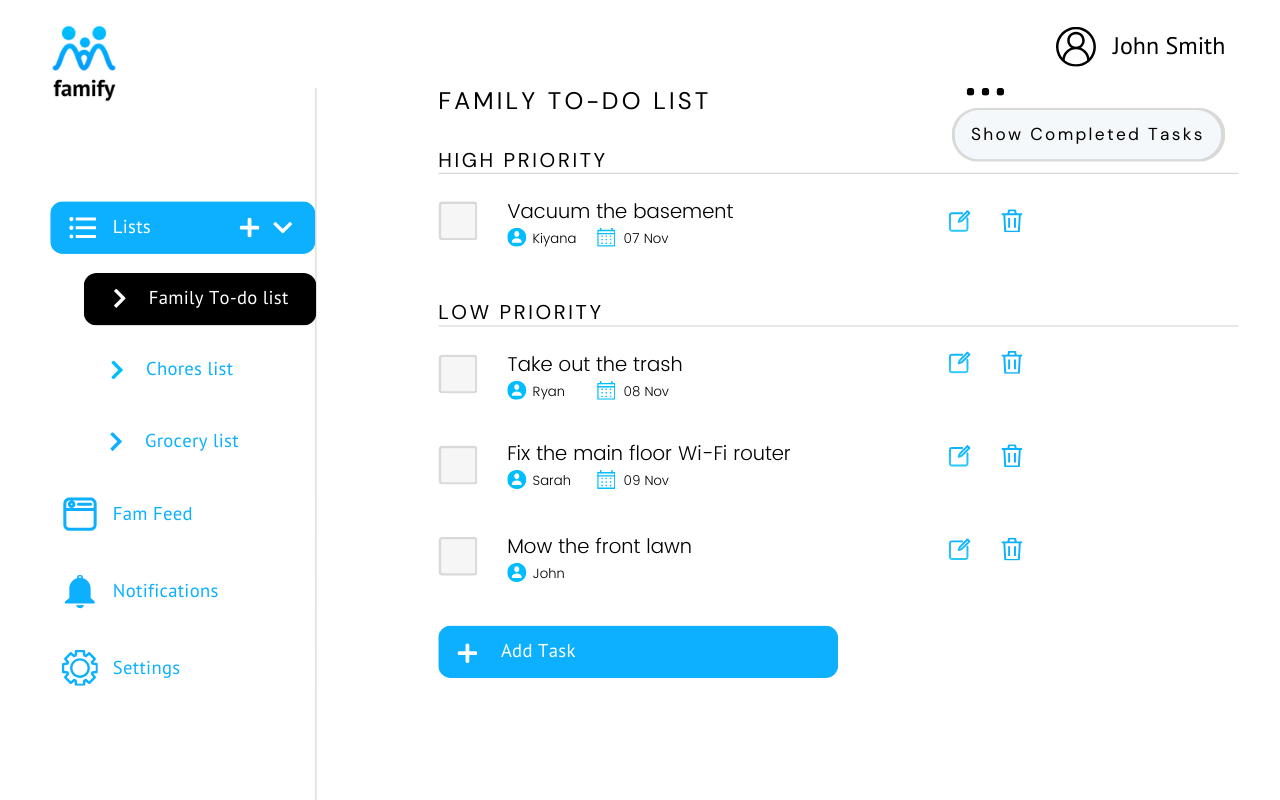 famify
John Smith
FAMILY TO-DO LIST
Show Completed Tasks
HIGH PRIORITY
Vacuum the basement
Kiyana 07 Nov
LOW PRIORITY
Take out the trash
Ryan 08 Nov
Fix the main floor Wi-Fi router
Sarah 09 Nov
Mow the front lawn
John
Add Task
Lists
Family To-do list
Chores list
Grocery list
Fam Feed
Notifications
Settings